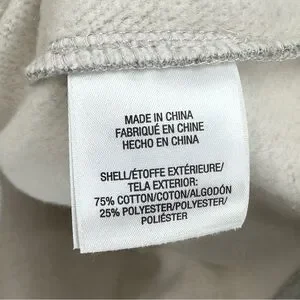 MADE IN CHINA
FABRIQUÉ EN CHINE
HECHO EN CHINA
SHELL/ÉTOFFE EXTÉRIEURE/
TELA EXTERIOR:
75% COTTON/COTON/ALGODÓN
25% POLYESTER/POLYESTER/
POLIÉSTER